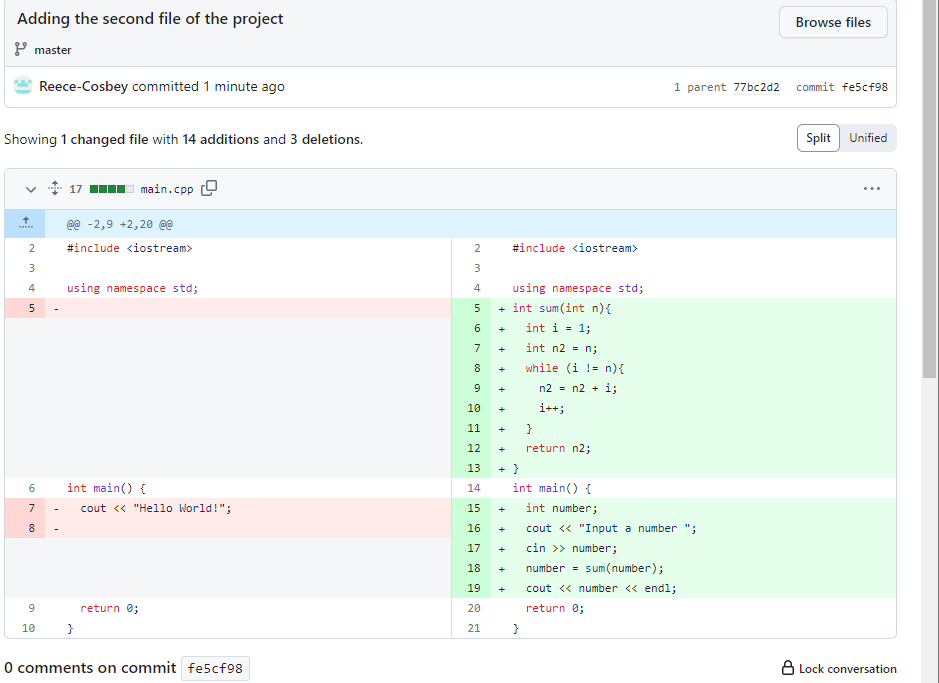 Adding the second file of the project
Browse files
master
Reece-Cosbey committed 1 minute ago
1 parent 77bc2d2 commit fe5cf98
Showing 1 changed file with 14 additions and 3 deletions.
Split Unified
17 main.cpp
@@ -2,9 +2,20 @@
2 #include <iostream> 2 #include <iostream>
3 3
4 using namespace std; 4 using namespace std;
5 - 5 + int sum(int n){
6 + int i = 1;
7 + int n2 = n;
8 + while (i != n){
9 + n2 = n2 + i;
10 + i++;
11 + }
12 + return n2;
13 + }
6 int main() { 14 int main() {
7 - cout << "Hello World!"; 15 + int number;
8 - 16 + cout << "Input a number ";
17 + cin >> number;
18 + number = sum(number);
19 + cout << number << endl;
9 return 0; 20 return 0;
10 } 21 }
0 comments on commit fe5cf98
Lock conversation